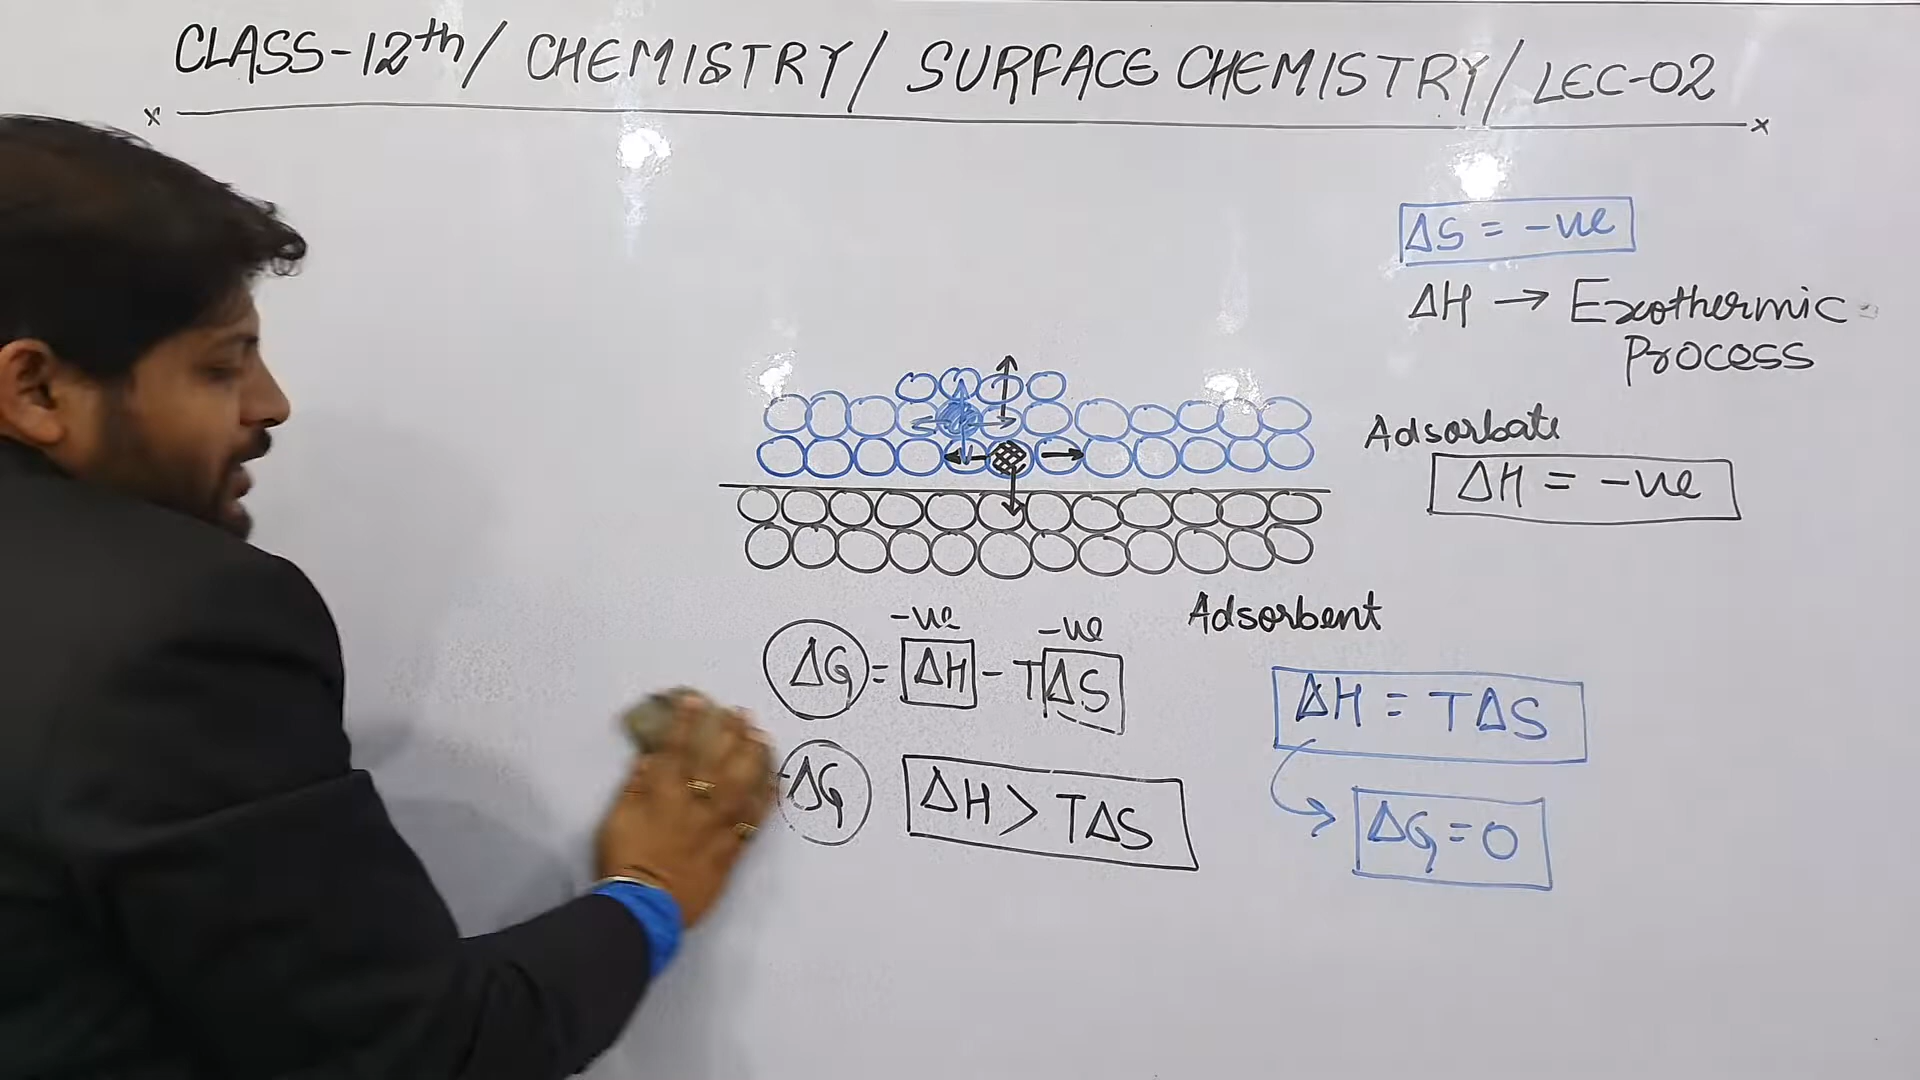 CLASS-12th/ CHEMISTRY/ SURFACE CHEMISTRY/ LEC-02
ΔS = -ve
ΔH → Exothermic
Process
Adsorbate
ΔH = -ve
Adsorbent
-ve -ve
ΔG = ΔH - TΔS
ΔH = TΔS
ΔG ΔH > TΔS
ΔG = 0